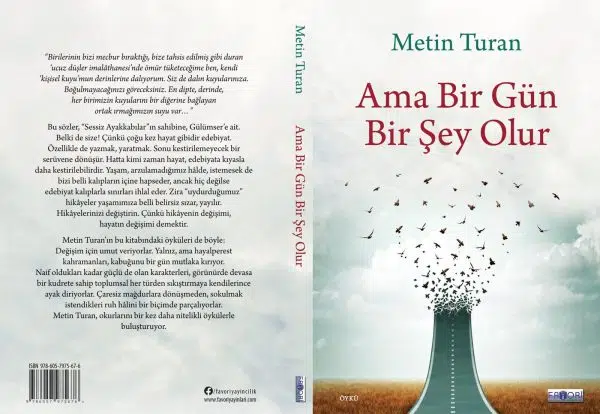 "Birilerinin bizi mecbur bıraktığı, bize tahsis edilmiş gibi duran
'ucuz düşler imalâthanesi'nde ömür tüketeceğime ben, kendi
'kişisel kuyu'mun derinlerine dalıyorum. Siz de dalın kuyularınıza.
Boğulmayacağınızı göreceksiniz. En dipte, derinde,
her birimizin kuyularını bir diğerine bağlayan
ortak ırmağımızın suyu var…"
Bu sözler, "Sessiz Ayakkabılar"ın sahibine, Gülümser'e ait.
Belki de size! Çünkü çoğu kez hayat gibidir edebiyat.
Özellikle de yazmak, yaratmak. Sonu kestirilemeyecek bir
serüvene dönüşür. Hatta kimi zaman hayat, edebiyata kıyasla
daha kestirilebilirdir. Yaşam, arzulamadığımız hâlde, istemesek de
bizi belli kalıpların içine hapseder, ancak hiç değilse
edebiyat kalıplarla sınırları ihlal eder. Zira "uydurduğumuz"
hikâyeler yaşamımıza belli belirsiz sızar, yayılır.
Hikâyelerinizi değiştirin. Çünkü hikâyenin değişimi,
hayatın değişimi demektir.
Metin Turan'ın bu kitabındaki öyküleri de böyle:
Değişim için umut veriyorlar. Yalnız, ama hayalperest
kahramanları, kabuğunu bir gün mutlaka kırıyor.
Naif oldukları kadar güçlü de olan karakterleri, görünürde devasa
bir kudrete sahip toplumsal her türden sıkıştırmaya kendilerince
ayak diriyorlar. Çaresiz mağdurlara dönüşmeden, sokulmak
istendikleri ruh hâlini bir biçimde parçalıyorlar.
Metin Turan, okurlarını bir kez daha nitelikli öykülerle
buluşturuyor.
ISBN 978-605-7975-67-6
9 786057 975676
/favoriyayincilik
www.favoriyayinlari.com
FAVORİ
Metin Turan
Ama Bir Gün Bir Şey Olur
FAVORİ
Metin Turan
Ama Bir Gün
Bir Şey Olur
ÖYKÜ
FAVORİ